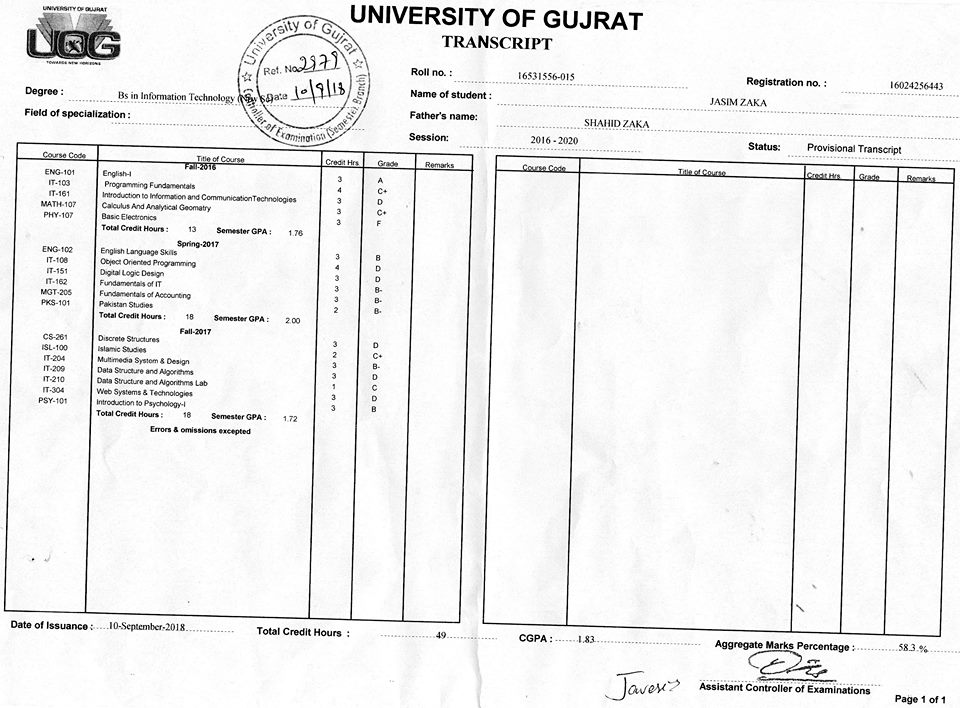 UNIVERSITY OF GUJRAT
UOG
TOWARDS NEW HORIZONS
UNIVERSITY OF GUJRAT
TRANSCRIPT
University of Gujrat
Ref. No. 2979
Date 10/9/18
Controller of Examination (Semester Branch)
Degree : Bs in Information Technology (New
Field of specialization :
Roll no. : 16531556-015
Registration no. : 16024256443
Name of student : JASIM ZAKA
Father's name: SHAHID ZAKA
Session: 2016 - 2020
Status: Provisional Transcript
Course Code Title of Course Credit Hrs Grade Remarks
Fall-2016
ENG-101 English-I 3 A
IT-103 Programming Fundamentals 4 C+
IT-161 Introduction to Information and CommunicationTechnologies 3 D
MATH-107 Calculus And Analytical Geometry 3 C+
PHY-107 Basic Electronics 3 F
Total Credit Hours : 13 Semester GPA : 1.76
Spring-2017
ENG-102 English Language Skills 3 B
IT-108 Object Oriented Programming 4 D
IT-151 Digital Logic Design 3 D
IT-162 Fundamentals of IT 3 B-
MGT-205 Fundamentals of Accounting 3 B-
PKS-101 Pakistan Studies 2 B-
Total Credit Hours : 18 Semester GPA : 2.00
Fall-2017
CS-261 Discrete Structures 3 D
ISL-100 Islamic Studies 2 C+
IT-204 Multimedia System & Design 3 B-
IT-209 Data Structure and Algorithms 3 D
IT-210 Data Structure and Algorithms Lab 1 C
IT-304 Web Systems & Technologies 3 D
PSY-101 Introduction to Psychology-I 3 B
Total Credit Hours : 18 Semester GPA : 1.72
Errors & omissions excepted
Course Code Title of Course Credit Hrs Grade Remarks
Date of Issuance : 10-September-2018
Total Credit Hours : 49
CGPA : 1.83
Aggregate Marks Percentage : 58.3 %
Assistant Controller of Examinations
Page 1 of 1